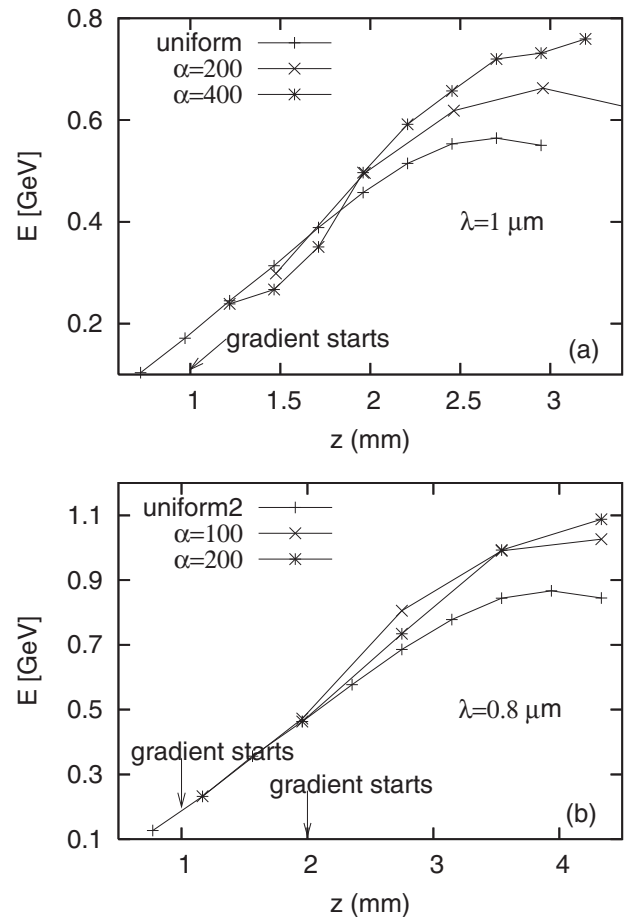 0.8
uniform
α=200
α=400
0.6
E [GeV]
0.4
λ=1 μm
0.2
gradient starts
(a)
1
1.5
2
2.5
3
z (mm)
1.1
uniform2
α=100
α=200
0.9
E [GeV]
0.7
λ=0.8 μm
0.5
gradient starts
0.3
gradient starts
0.1
(b)
1
2
3
4
z (mm)